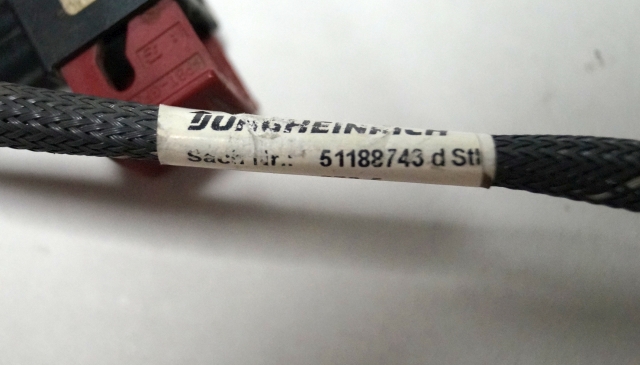 JUNGHEINRICH
Sach Nr.: 51188743 d Stl